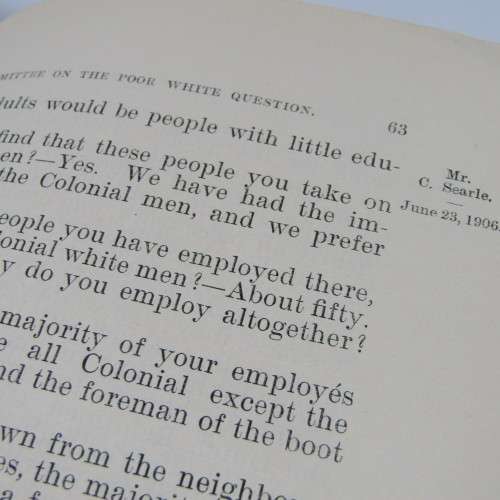 MITTEE ON THE POOR WHITE QUESTION. 63
dults would be people with little edu-
find that these people you take on
en?—Yes. We have had the im-
the Colonial men, and we prefer
Mr.
C. Searle.
—
June 23, 1906.
eople you have employed there,
onial white men?—About fifty.
y do you employ altogether?
majority of your employés
e all Colonial except the
nd the foreman of the boot
wn from the neighbou
es, the majority